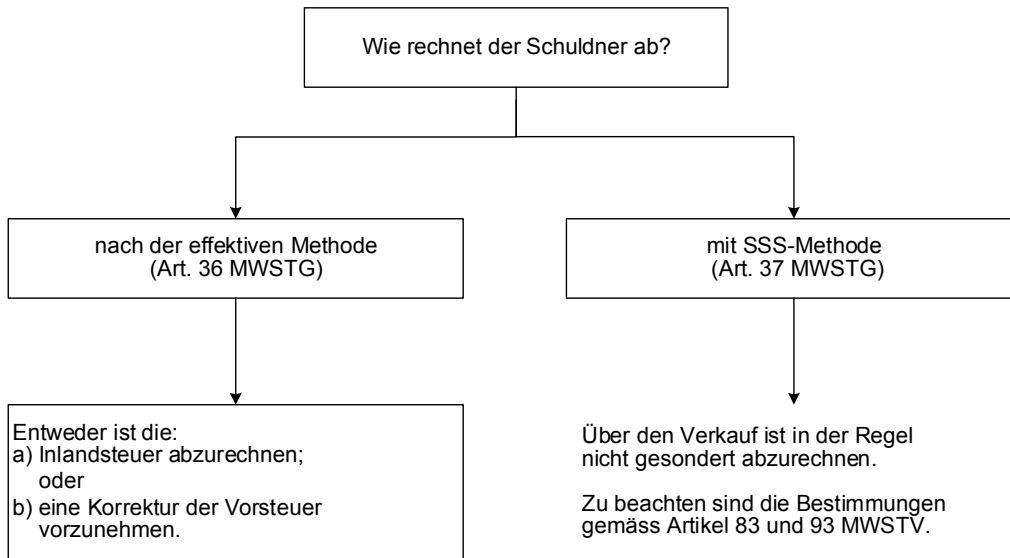 Wie rechnet der Schuldner ab?
nach der effektiven Methode
(Art. 36 MWSTG)
mit SSS-Methode
(Art. 37 MWSTG)
Entweder ist die:
a) Inlandsteuer abzurechnen;
oder
b) eine Korrektur der Vorsteuer
vorzunehmen.
Über den Verkauf ist in der Regel
nicht gesondert abzurechnen.
Zu beachten sind die Bestimmungen
gemäss Artikel 83 und 93 MWSTV.